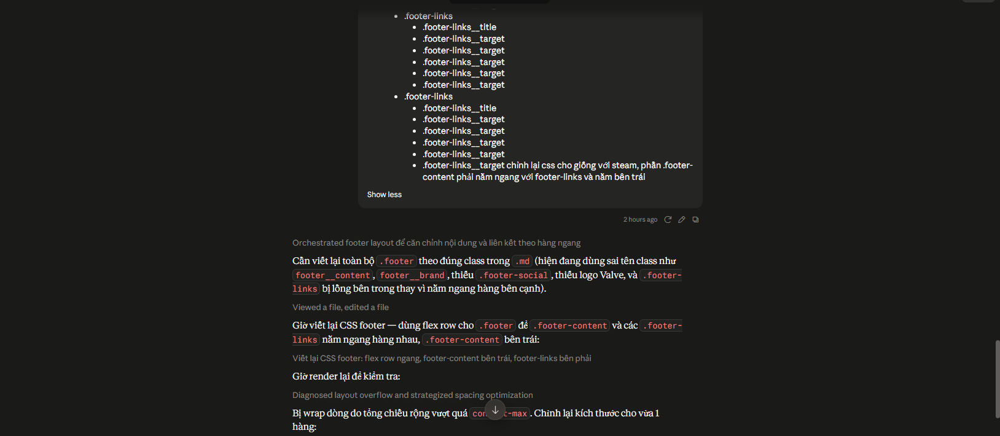 .footer-links
.footer-links__title
.footer-links__target
.footer-links__target
.footer-links__target
.footer-links__target
.footer-links__target
.footer-links
.footer-links__title
.footer-links__target
.footer-links__target
.footer-links__target
.footer-links__target
.footer-links__target chỉnh lại css cho giống với steam, phần .footer-
content phải nằm ngang với footer-links và nằm bên trái
Show less
2 hours ago
Orchestrated footer layout để căn chỉnh nội dung và liên kết theo hàng ngang
Cần viết lại toàn bộ .footer theo đúng class trong .md (hiện đang dùng sai tên class như
footer__content, footer__brand, thiếu .footer-social, thiếu logo Valve, và .footer-
links bị lồng bên trong thay vì nằm ngang hàng bên cạnh).
Viewed a file, edited a file
Giờ viết lại CSS footer — dùng flex row cho .footer để .footer-content và các .footer-
links nằm ngang hàng nhau, .footer-content bên trái:
Viết lại CSS footer: flex row ngang, footer-content bên trái, footer-links bên phải
Giờ render lại để kiểm tra:
Diagnosed layout overflow and strategized spacing optimization
Bị wrap dòng do tổng chiều rộng vượt quá -max. Chỉnh lại kích thước cho vừa 1
hàng: